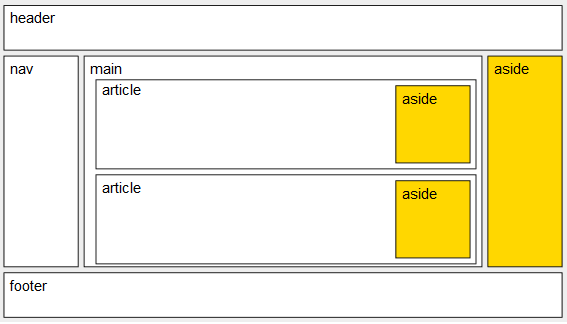 header
nav
main
article
aside
article
aside
aside
footer